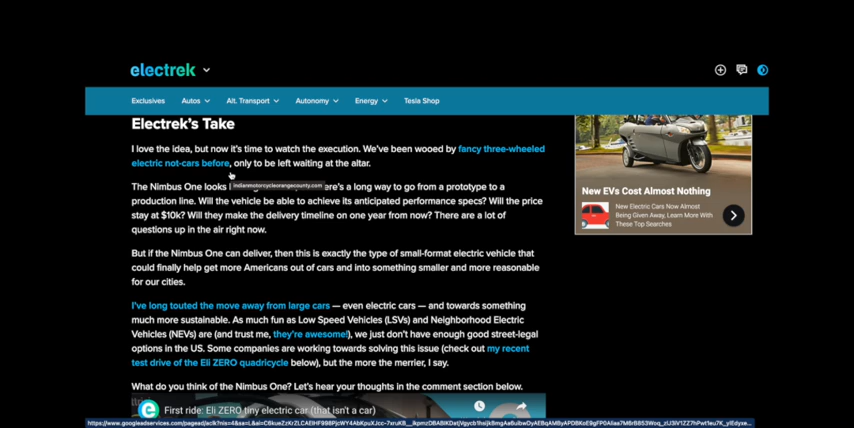 electrek
Exclusives Autos Alt. Transport Autonomy Energy Tesla Shop
Electrek's Take
I love the idea, but now it's time to watch the execution. We've been wooed by fancy three-wheeled
electric not-cars before, only to be left waiting at the altar.
indianmotorcycleorangecounty.com
The Nimbus One looks ere's a long way to go from a prototype to a
production line. Will the vehicle be able to achieve its anticipated performance specs? Will the price
stay at $10k? Will they make the delivery timeline on one year from now? There are a lot of
questions up in the air right now.
But if the Nimbus One can deliver, then this is exactly the type of small-format electric vehicle that
could finally help get more Americans out of cars and into something smaller and more reasonable
for our cities.
I've long touted the move away from large cars — even electric cars — and towards something
much more sustainable. As much fun as Low Speed Vehicles (LSVs) and Neighborhood Electric
Vehicles (NEVs) are (and trust me, they're awesome!), we just don't have enough good street-legal
options in the US. Some companies are working towards solving this issue (check out my recent
test drive of the Eli ZERO quadricycle below), but the more the merrier, I say.
What do you think of the Nimbus One? Let's hear your thoughts in the comment section below.
First ride: Eli ZERO tiny electric car (that isn't a car)
New EVs Cost Almost Nothing
New Electric Cars Now Almost
Being Given Away, Learn More With
These Top Searches